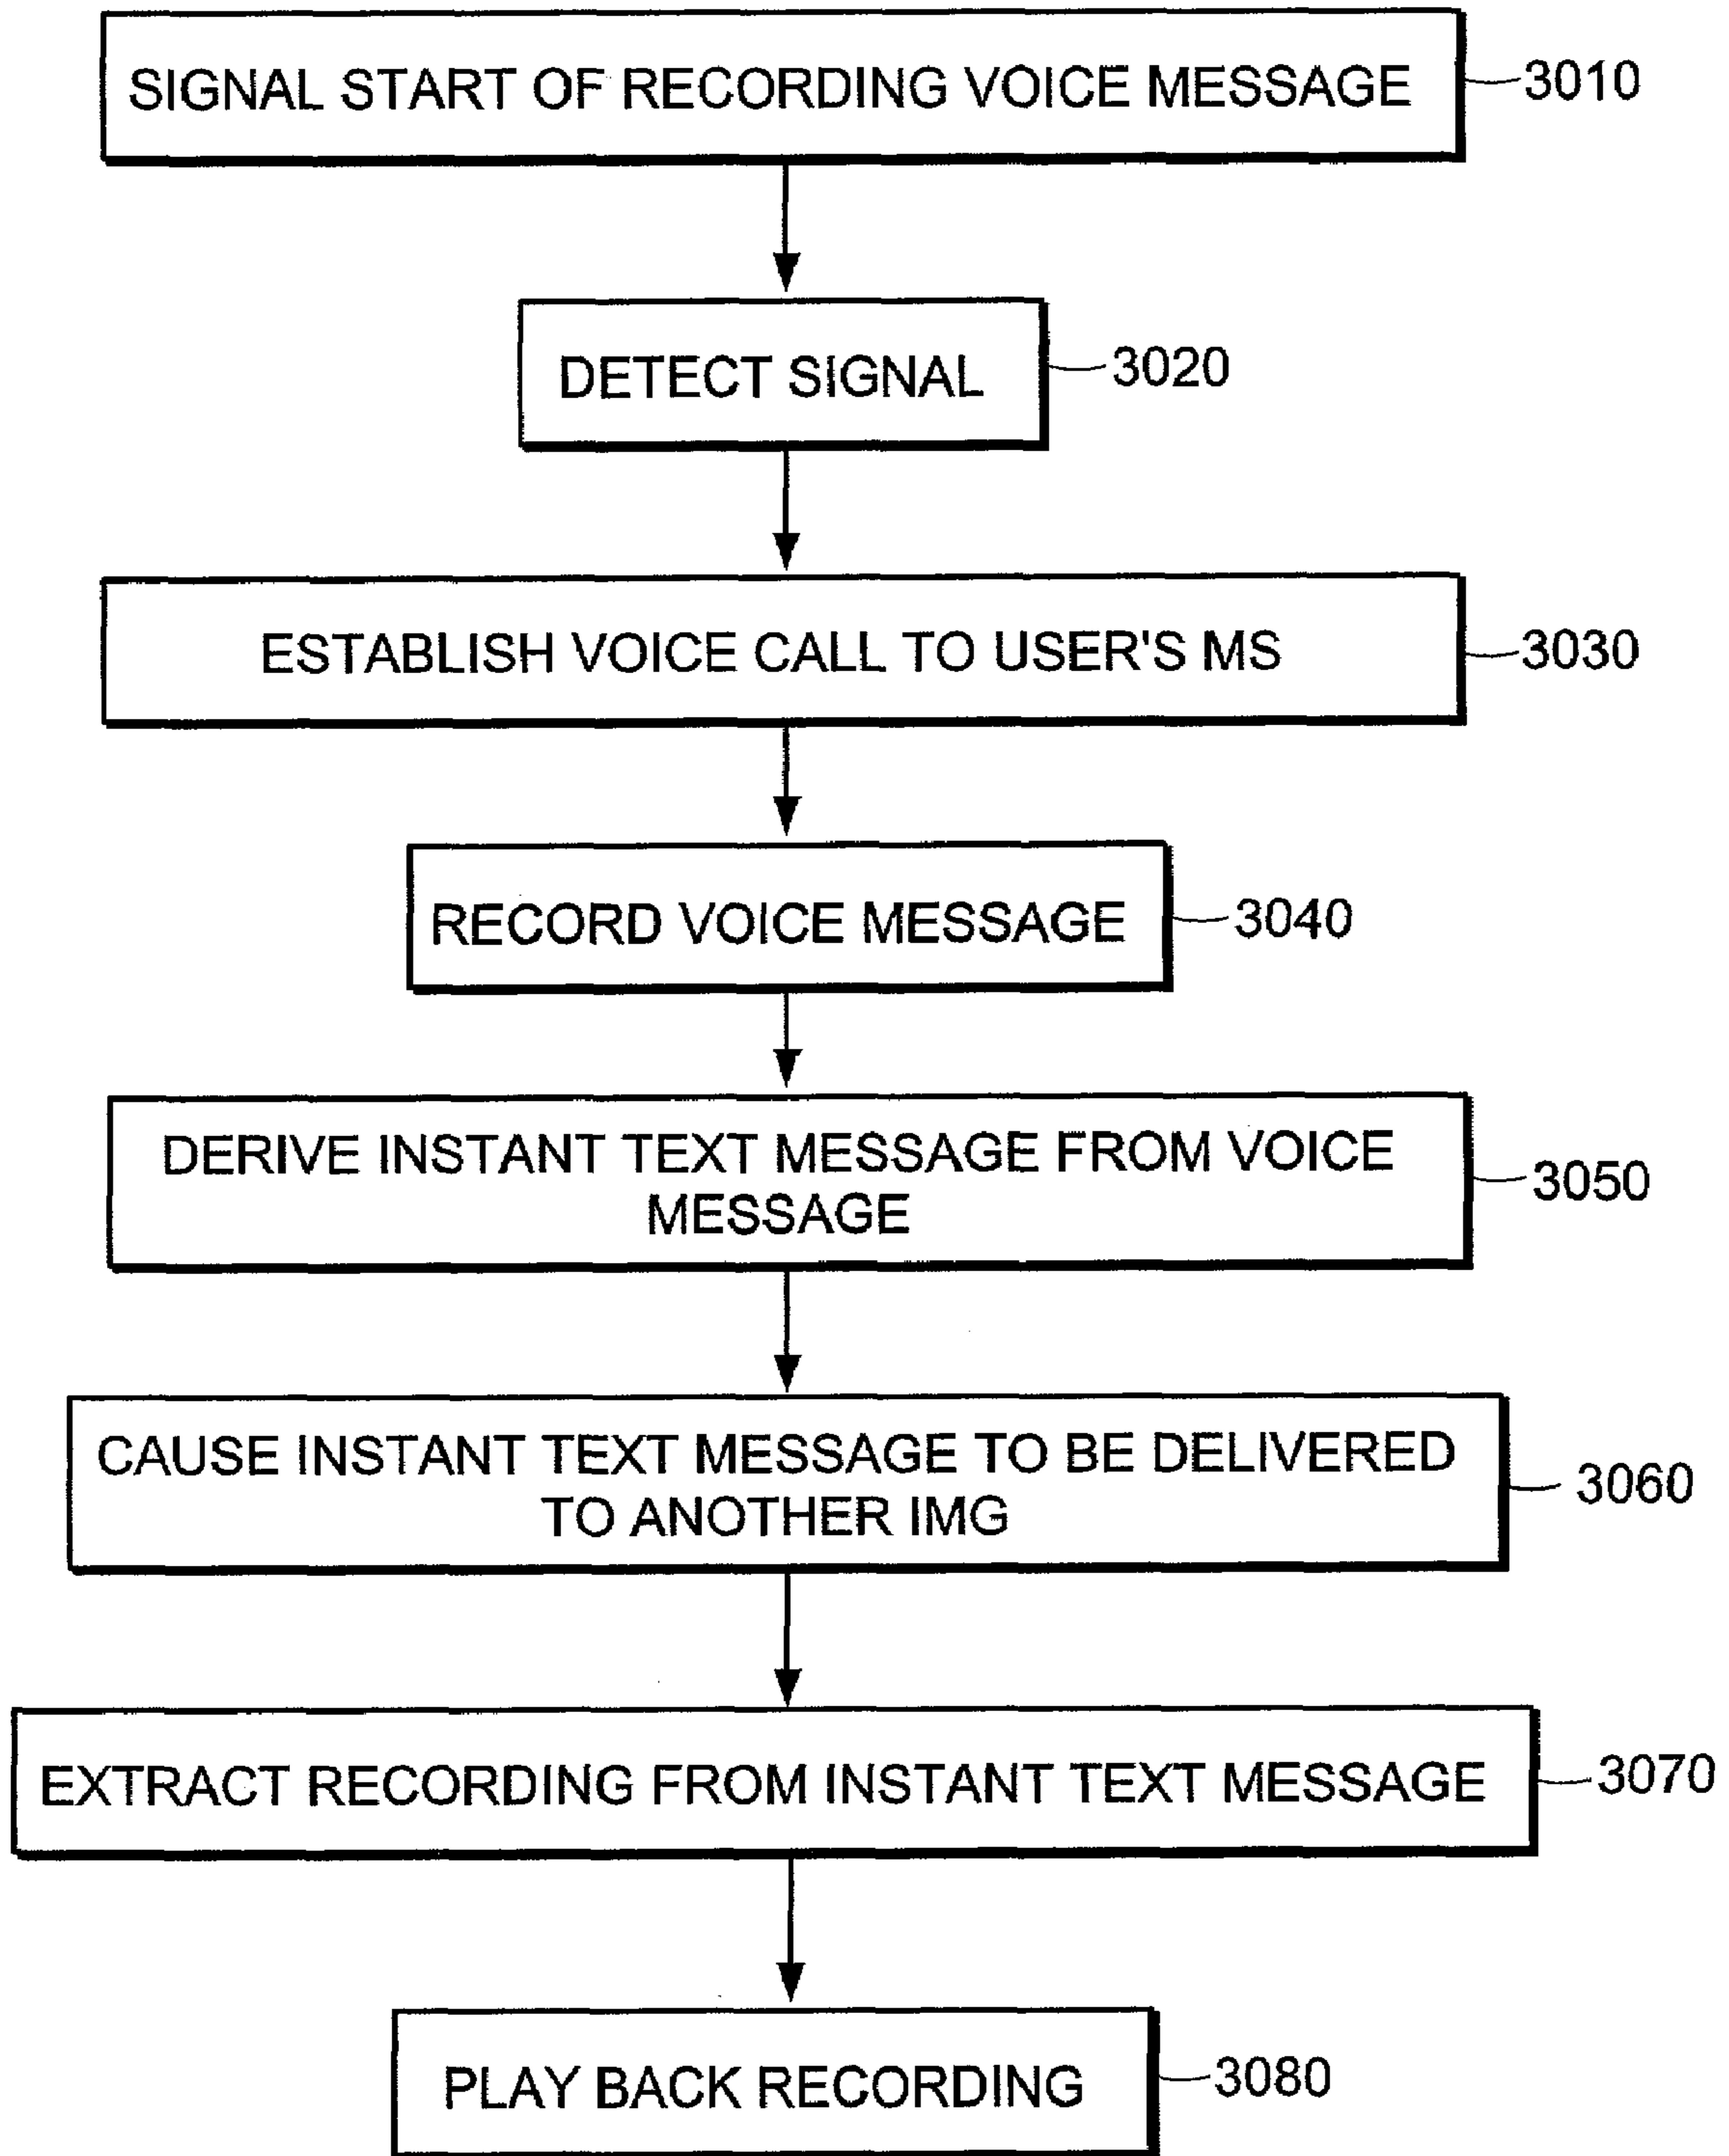 SIGNAL START OF RECORDING VOICE MESSAGE
3010
DETECT SIGNAL
3020
ESTABLISH VOICE CALL TO USER'S MS
3030
RECORD VOICE MESSAGE
3040
DERIVE INSTANT TEXT MESSAGE FROM VOICE
MESSAGE
3050
CAUSE INSTANT TEXT MESSAGE TO BE DELIVERED
TO ANOTHER IMG
3060
EXTRACT RECORDING FROM INSTANT TEXT MESSAGE
3070
PLAY BACK RECORDING
3080